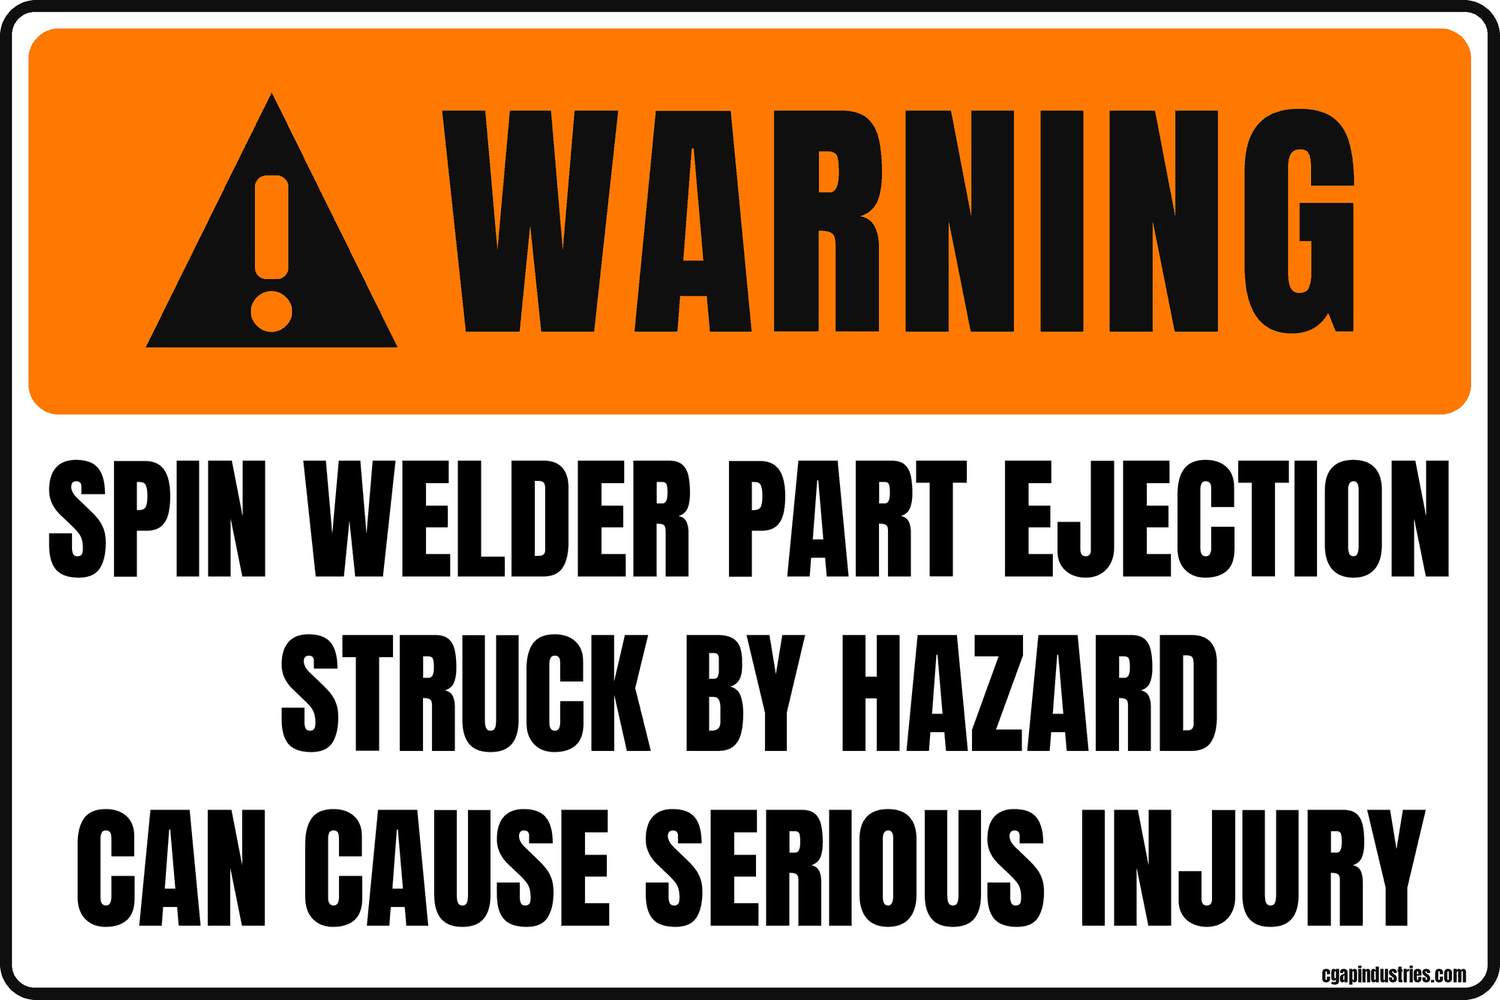 WARNING
SPIN WELDER PART EJECTION
STRUCK BY HAZARD
CAN CAUSE SERIOUS INJURY
cgapindustries.com